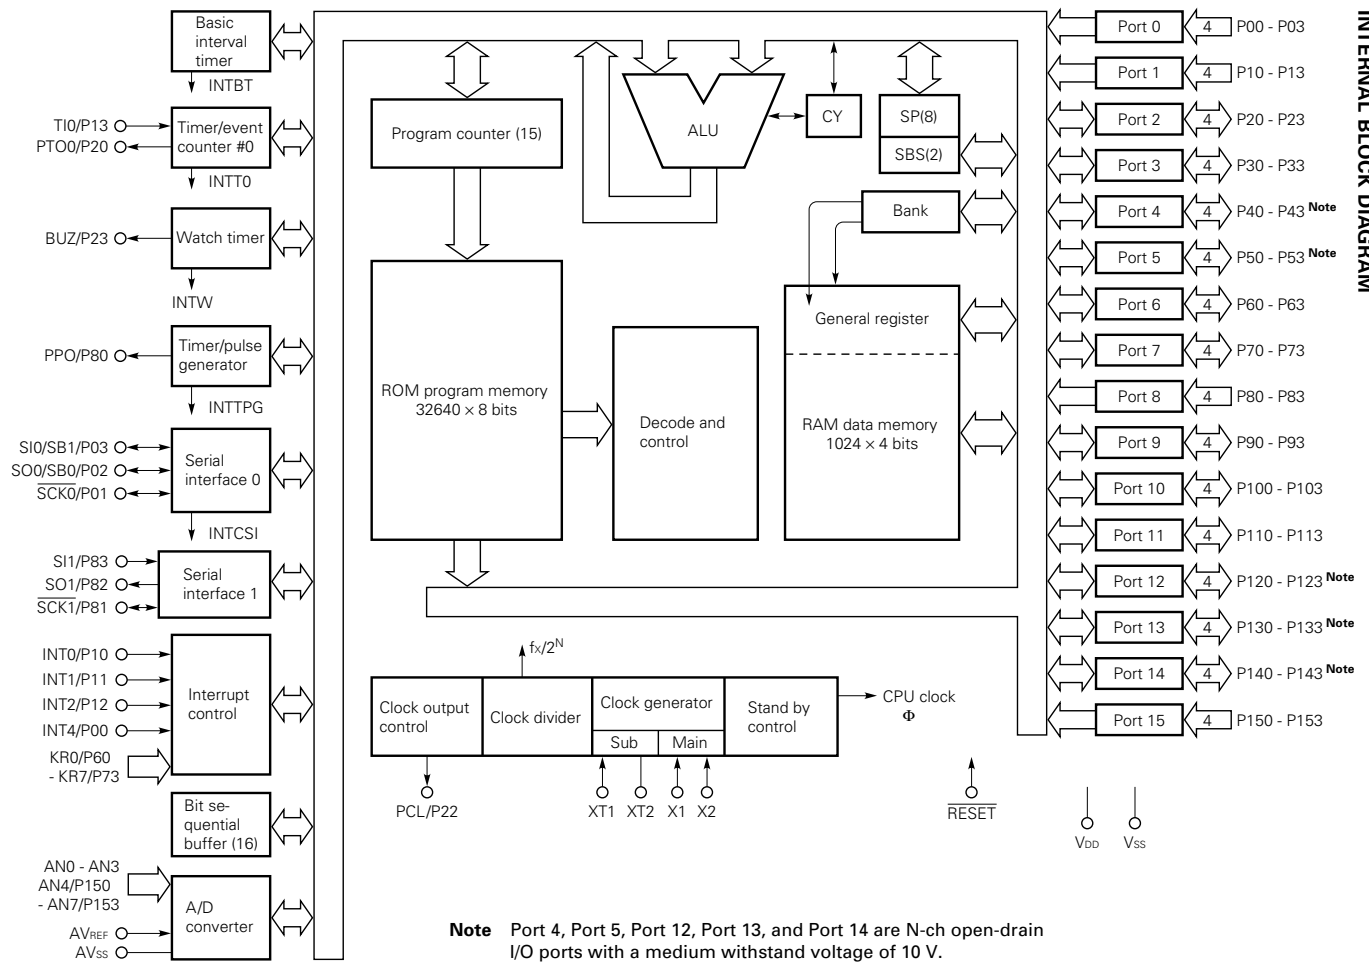 INTERNAL BLOCK DIAGRAM
Basic
interval
timer
INTBT
TI0/P13
PTO0/P20
Timer/event
counter #0
INTT0
BUZ/P23
Watch timer
INTW
PPO/P80
Timer/pulse
generator
INTTPG
SI0/SB1/P03
SO0/SB0/P02
SCK0/P01
Serial
interface 0
INTCSI
SI1/P83
SO1/P82
SCK1/P81
Serial
interface 1
INT0/P10
INT1/P11
INT2/P12
INT4/P00
KR0/P60
- KR7/P73
Interrupt
control
Bit se-
quential
buffer (16)
AN0 - AN3
AN4/P150
- AN7/P153
AVREF
AVSS
A/D
converter
Program counter (15)
ALU
CY
SP(8)
SBS(2)
Bank
ROM program memory
32640 × 8 bits
Decode and
control
General register
RAM data memory
1024 × 4 bits
fX/2N
Clock output
control
Clock divider
Clock generator
Sub
Main
Stand by
control
CPU clock
Φ
PCL/P22
XT1
XT2
X1
X2
RESET
VDD
VSS
Port 0 4 P00 - P03
Port 1 4 P10 - P13
Port 2 4 P20 - P23
Port 3 4 P30 - P33
Port 4 4 P40 - P43 Note
Port 5 4 P50 - P53 Note
Port 6 4 P60 - P63
Port 7 4 P70 - P73
Port 8 4 P80 - P83
Port 9 4 P90 - P93
Port 10 4 P100 - P103
Port 11 4 P110 - P113
Port 12 4 P120 - P123 Note
Port 13 4 P130 - P133 Note
Port 14 4 P140 - P143 Note
Port 15 4 P150 - P153
Note Port 4, Port 5, Port 12, Port 13, and Port 14 are N-ch open-drain
I/O ports with a medium withstand voltage of 10 V.